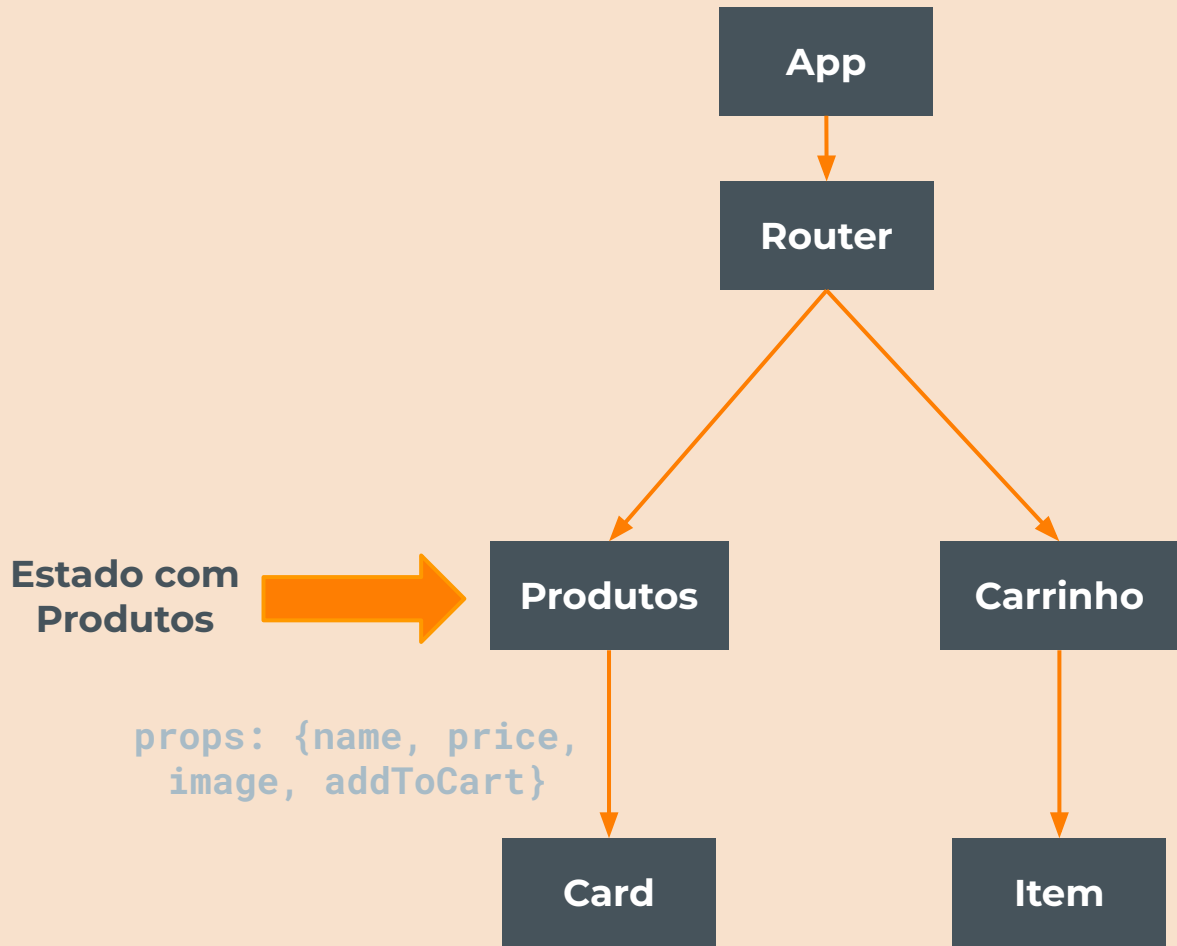 App
Router
Estado com
Produtos
Produtos
Carrinho
props: {name, price,
image, addToCart}
Card
Item